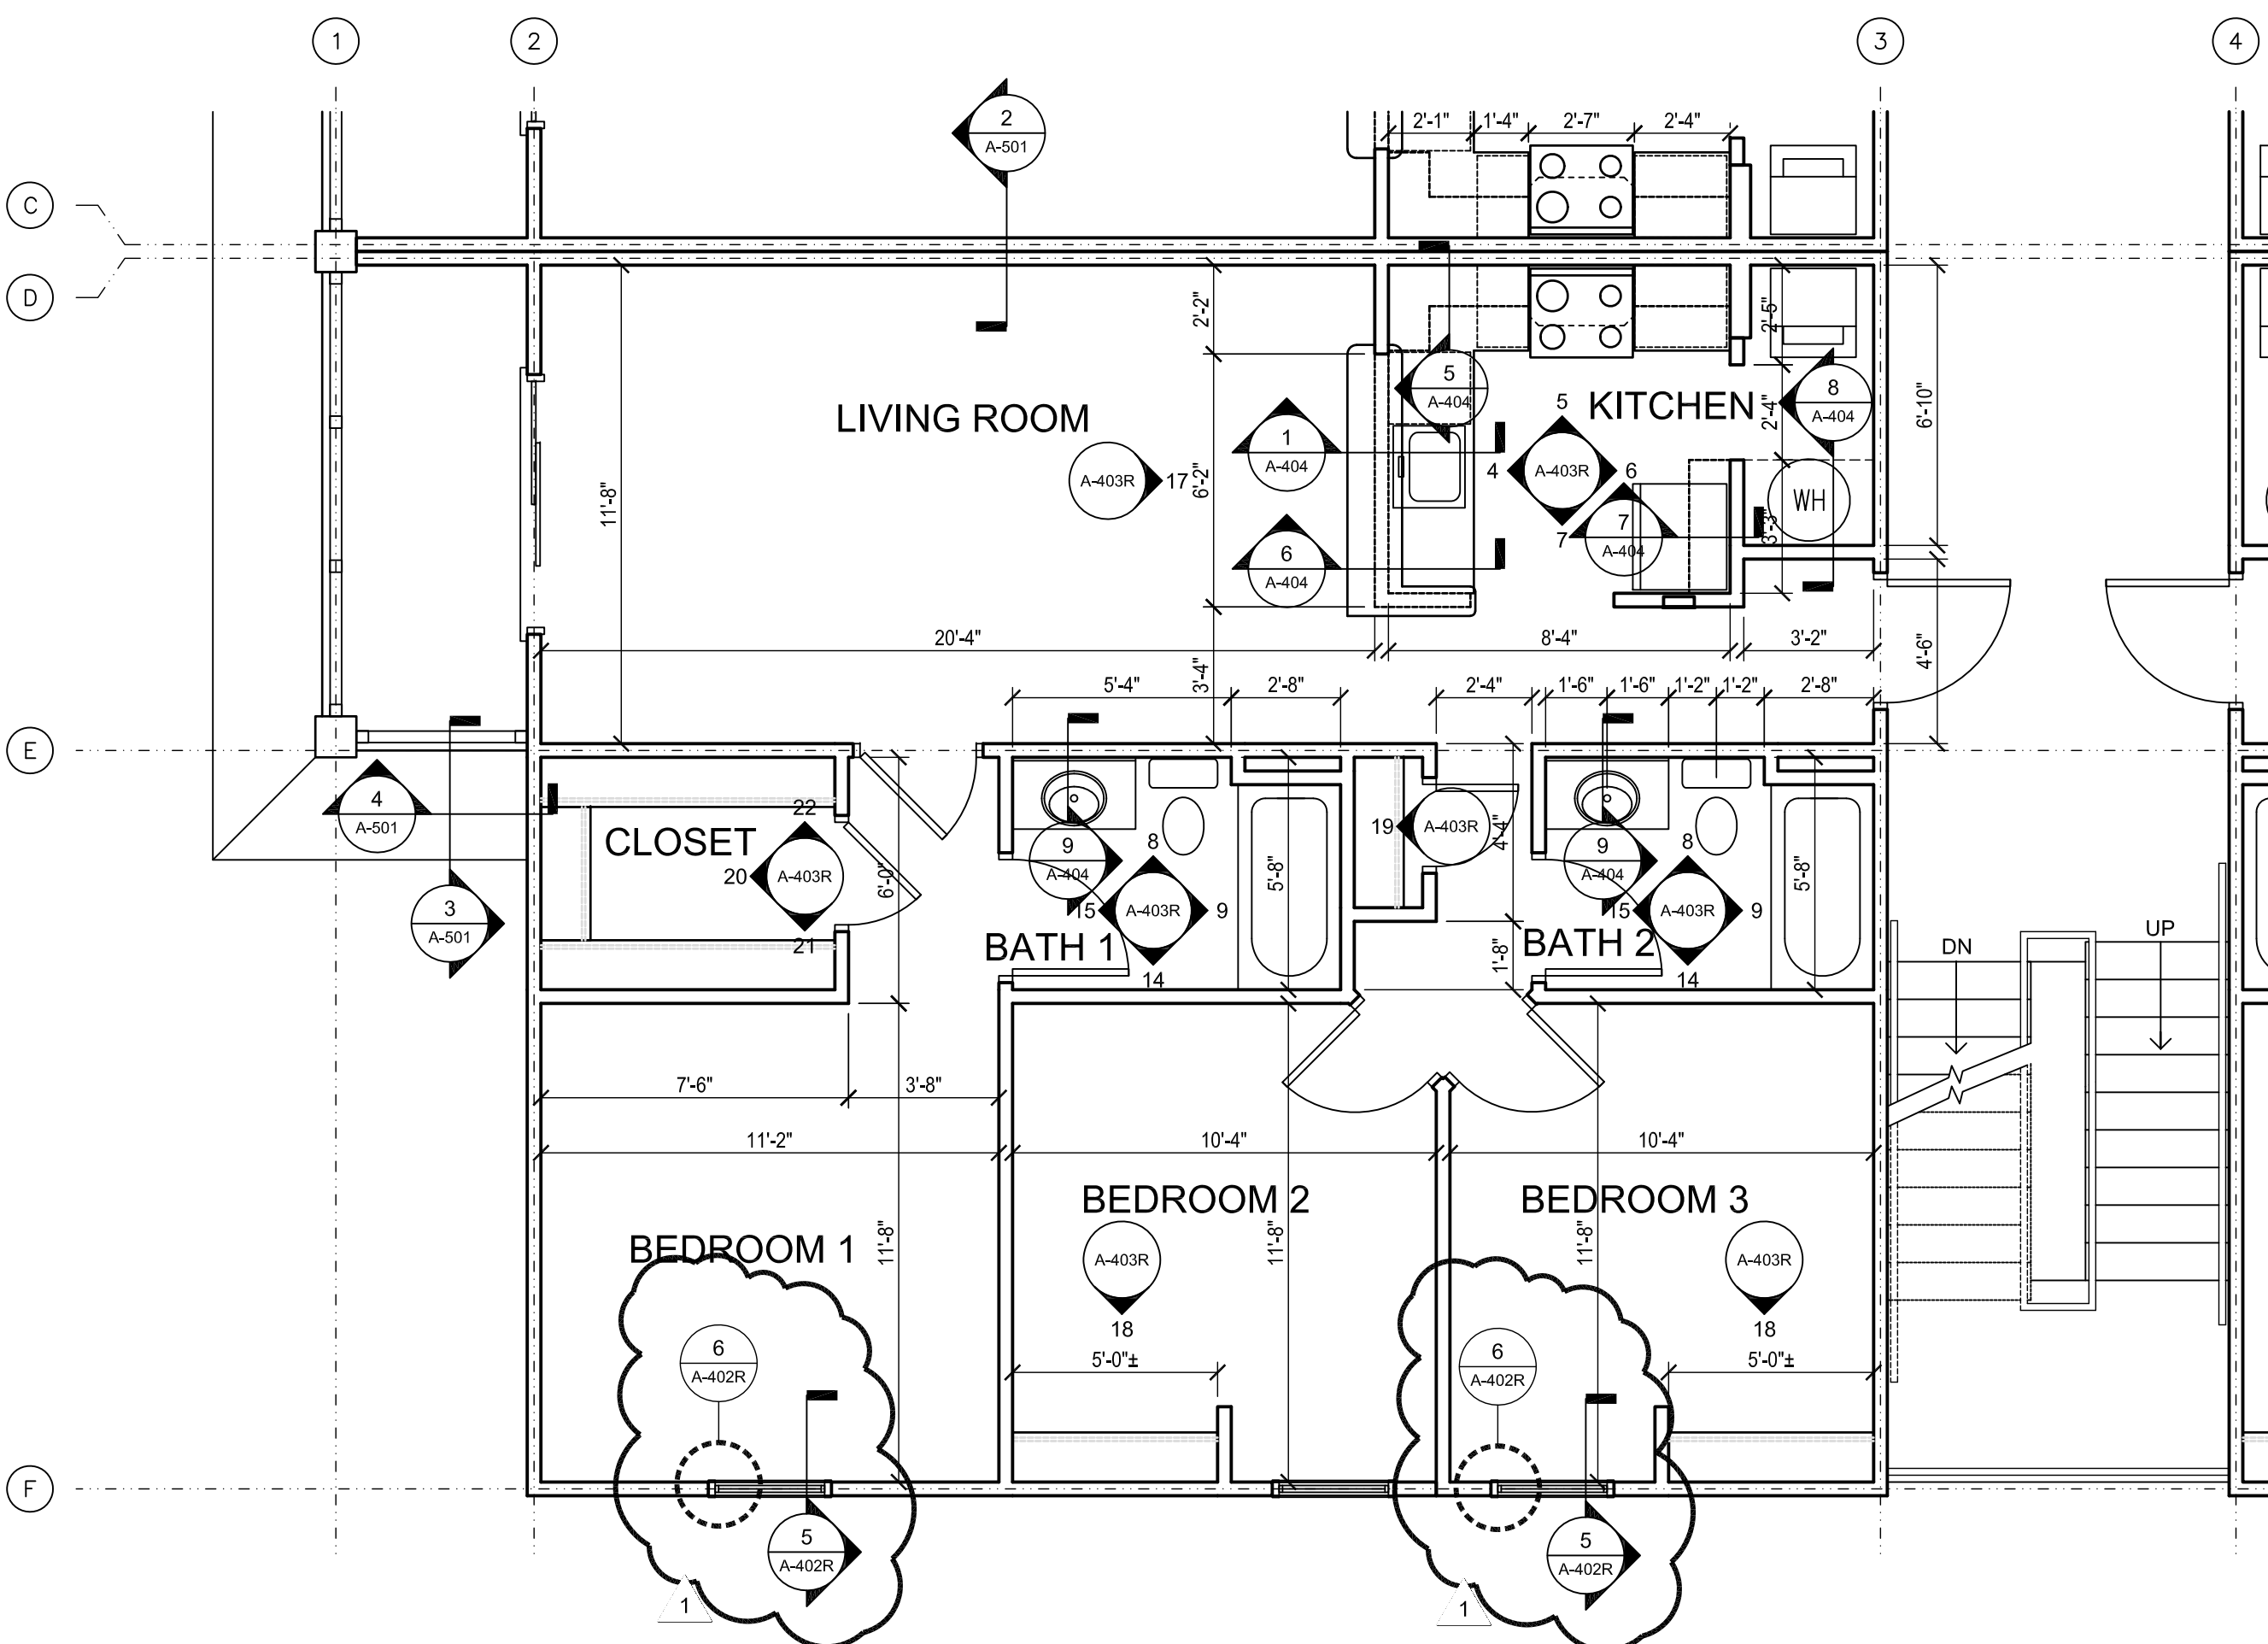 1
2
3
4
2
A-501
2'-1"
1'-4"
2'-7"
2'-4"
C
D
2'-2"
2'-5"
LIVING ROOM
5
A-404
KITCHEN
2'-4"
8
A-404
6'-10"
1
A-404
5
4
A-403R
6
7
A-403R
17
6'-2"
11'-8"
7
A-404
WH
3'-3"
6
A-404
20'-4"
8'-4"
3'-2"
4'-6"
3'-4"
5'-4"
2'-8"
2'-4"
1'-6"
1'-6"
1'-2"
1'-2"
2'-8"
E
4
A-501
CLOSET
22
20
A-403R
21
6'-0"
9
A-404
8
15
A-403R
9
14
5'-8"
19
A-403R
4'-4"
9
A-404
8
15
A-403R
9
14
5'-8"
3
A-501
BATH 1
BATH 2
1'-8"
DN
UP
7'-6"
3'-8"
11'-2"
10'-4"
10'-4"
BEDROOM 1
BEDROOM 2
BEDROOM 3
11'-8"
11'-8"
11'-8"
A-403R
18
A-403R
18
5'-0"±
5'-0"±
6
A-402R
6
A-402R
F
5
A-402R
5
A-402R
1
1